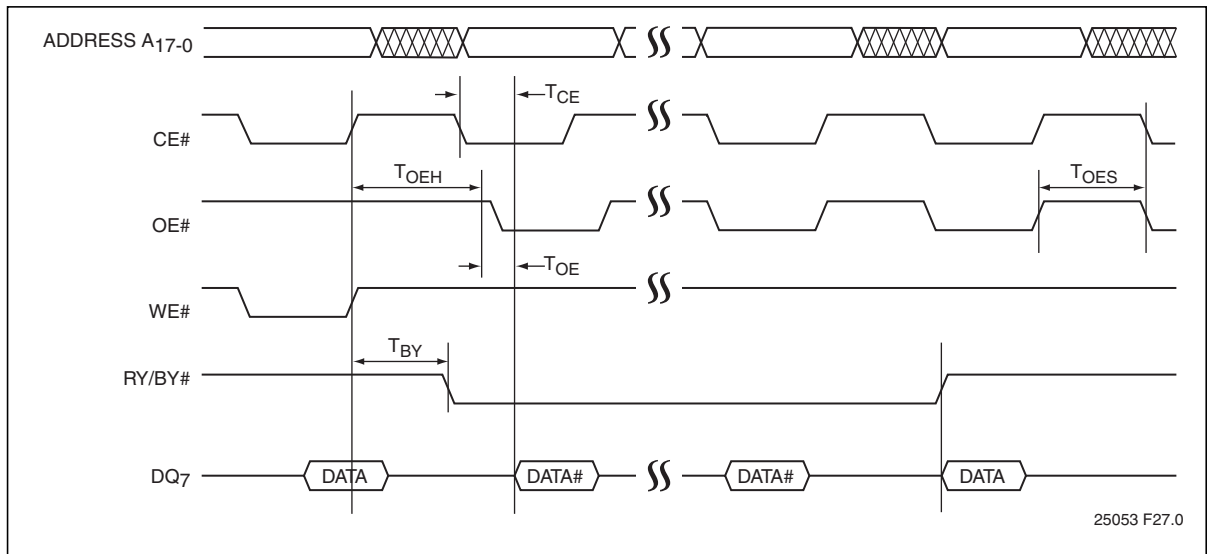 ADDRESS A17-0
TCE
CE#
TOEH
TOES
OE#
TOE
WE#
TBY
RY/BY#
DQ7
DATA
DATA#
DATA#
DATA
25053 F27.0